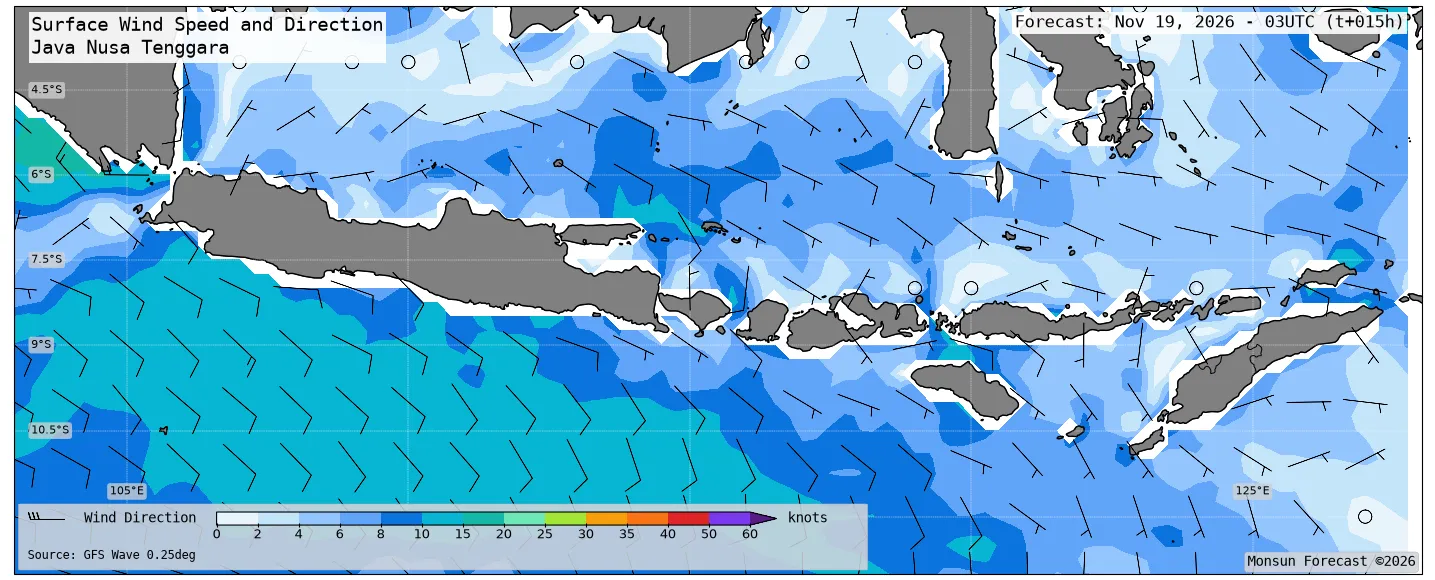 Surface Wind Speed and Direction
Java Nusa Tenggara
Forecast: Nov 19, 2026 - 03UTC (t+015h)
4.5°S
6°S
7.5°S
9°S
10.5°S
105°E
125°E
Wind Direction
0 2 4 6 8 10 15 20 25 30 35 40 50 60
knots
Source: GFS Wave 0.25deg
Monsun Forecast ©2026